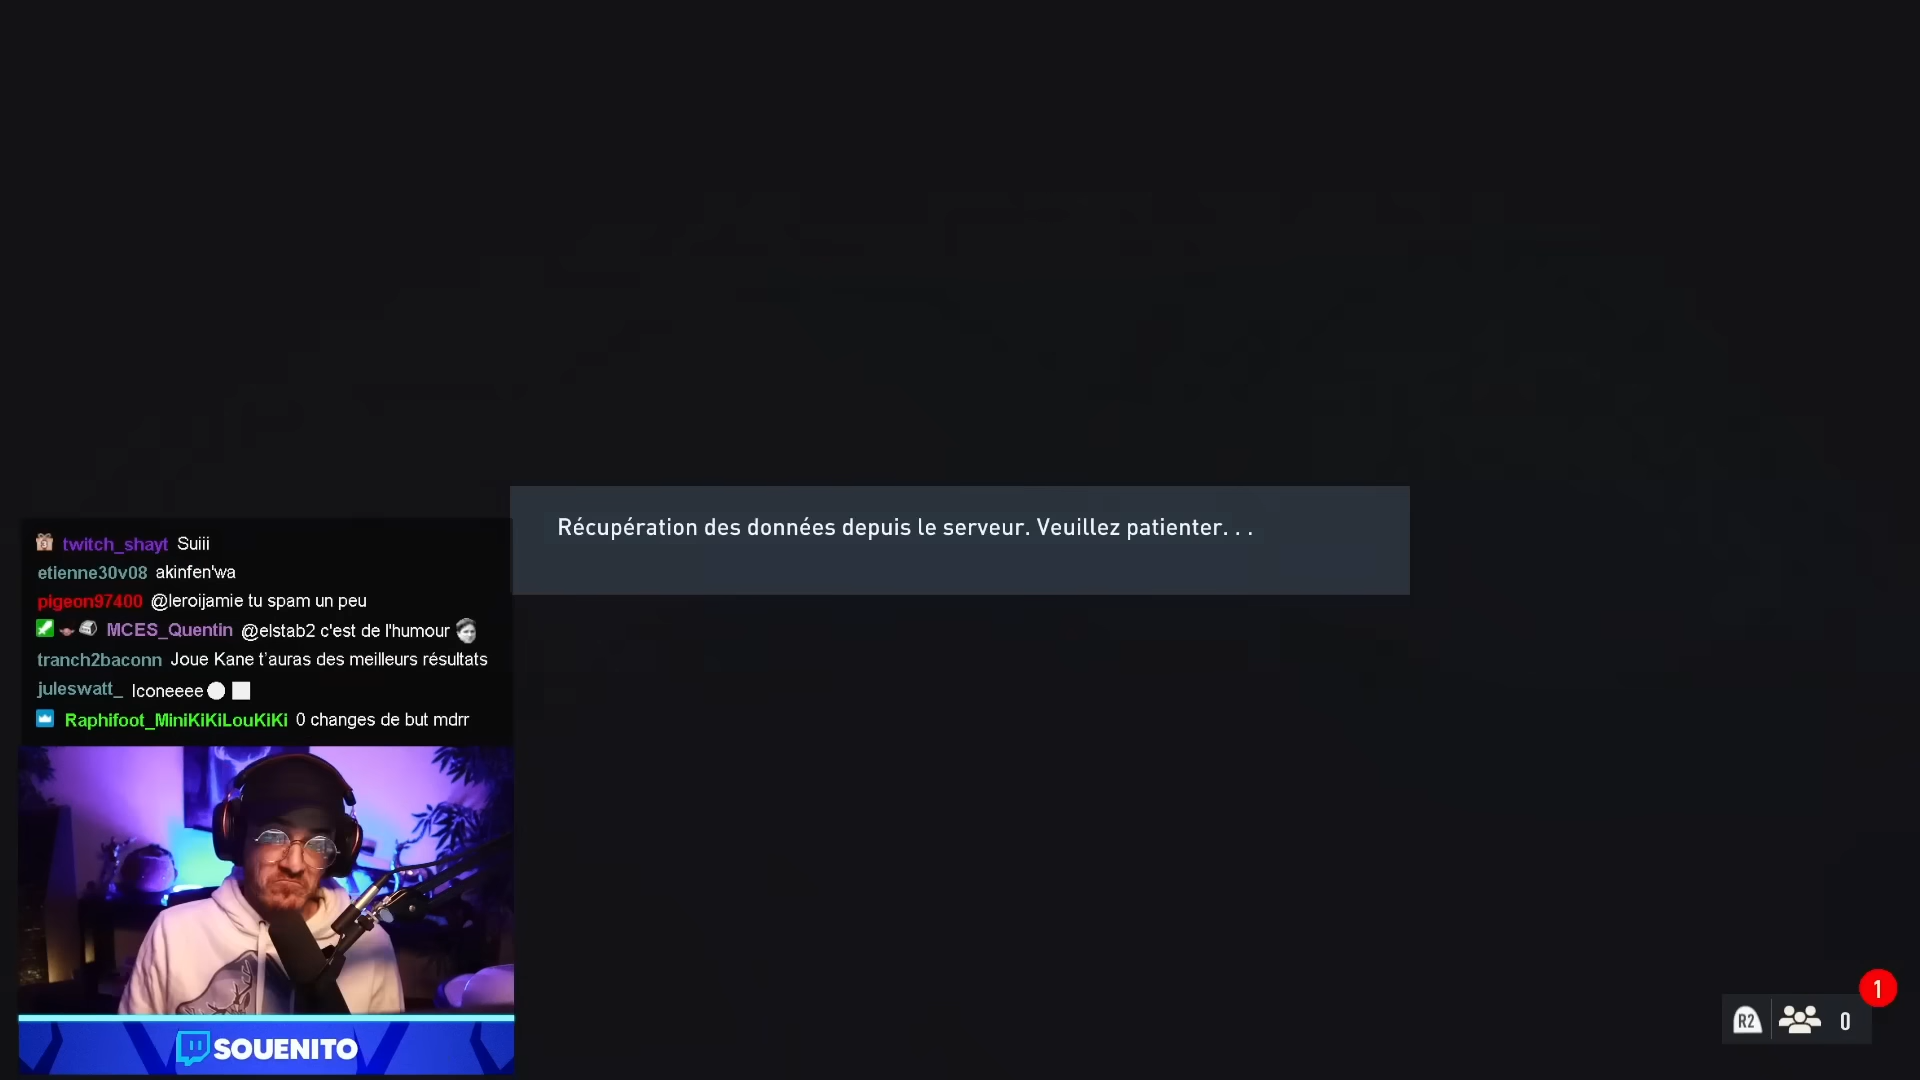 Récupération des données depuis le serveur. Veuillez patienter. . .
twitch_shayt Suiii
etienne30v08 akinfen'wa
pigeon97400 @leroijamie tu spam un peu
MCES_Quentin @elstab2 c'est de l'humour
tranch2baconn Joue Kane t'auras des meilleurs résultats
juleswatt_ Iconeeee
Raphifoot_MiniKiKiLouKiKi 0 changes de but mdrr
SOUENITO
1
R2 0